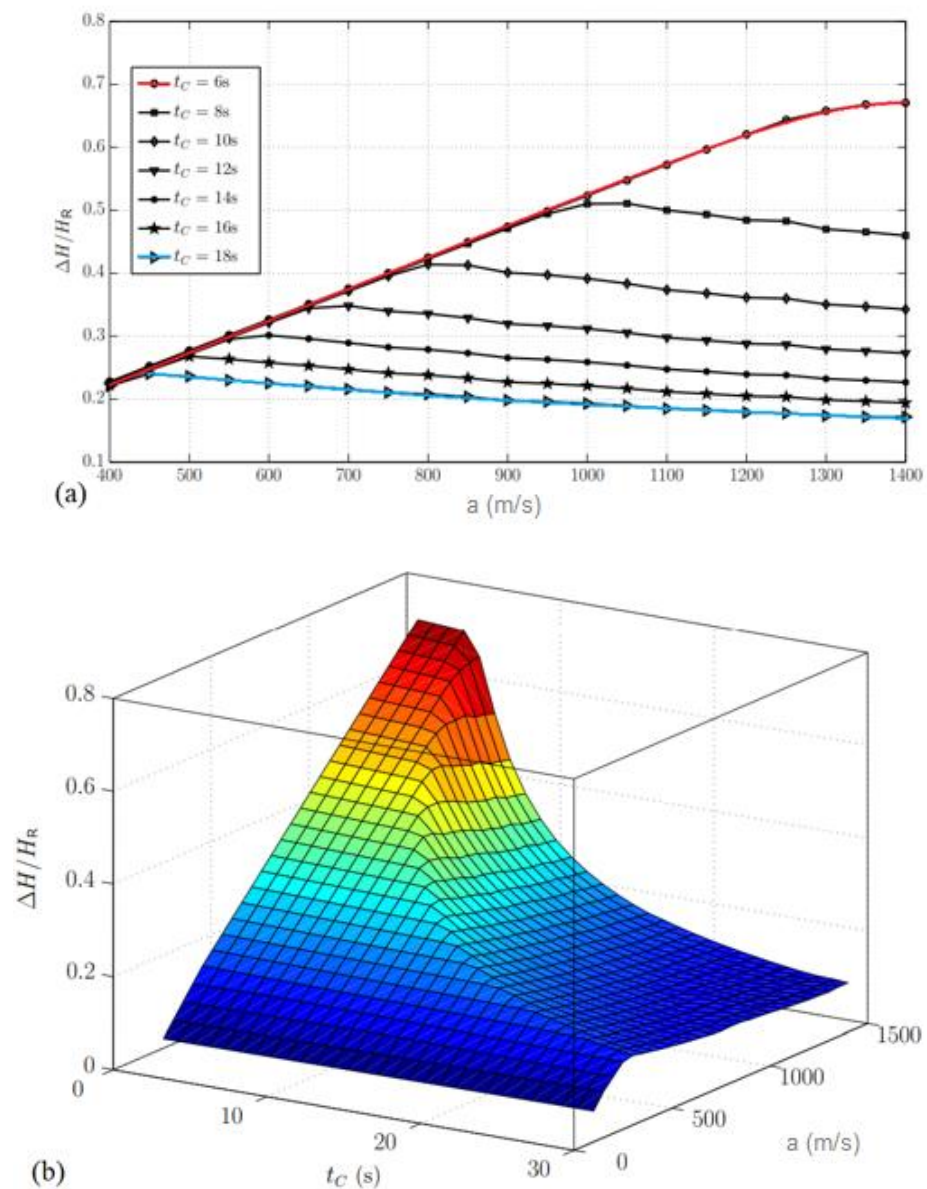 0.8
0.7
0.6
0.5
0.4
0.3
0.2
0.1
ΔH/H_R
t_C = 6s
t_C = 8s
t_C = 10s
t_C = 12s
t_C = 14s
t_C = 16s
t_C = 18s
400 500 600 700 800 900 1000 1100 1200 1300 1400
(a)
a (m/s)
0.8
0.6
0.4
0.2
0
ΔH/H_R
0
10
20
30
t_C (s)
0
500
1000
1500
a (m/s)
(b)